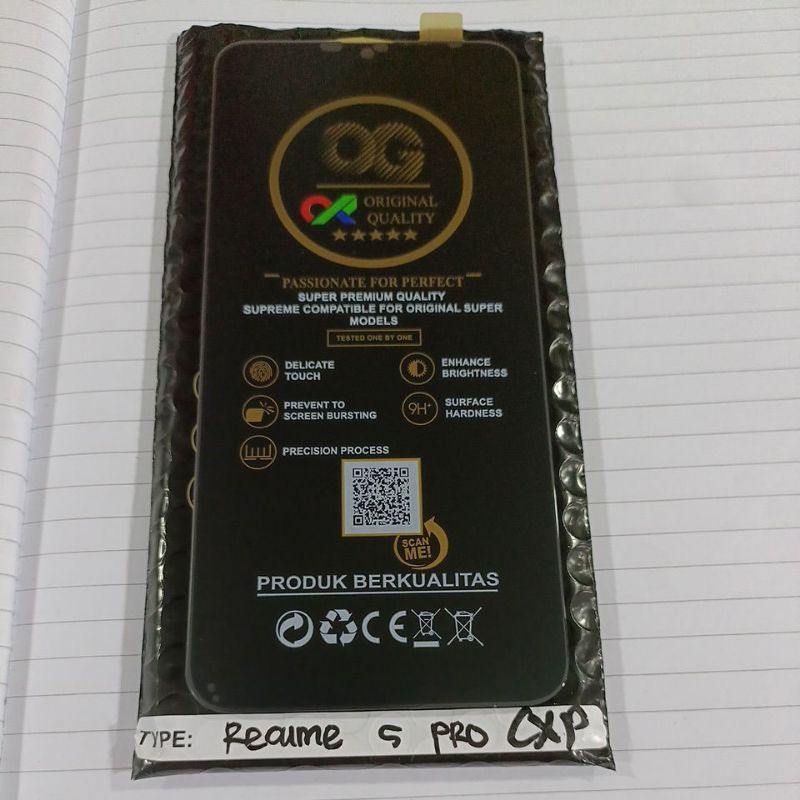 OG
ORIGINAL
QUALITY
PASSIONATE FOR PERFECT
SUPER PREMIUM QUALITY
SUPREME COMPATIBLE FOR ORIGINAL SUPER
MODELS
TESTED ONE BY ONE
DELICATE
TOUCH
ENHANCE
BRIGHTNESS
PREVENT TO
SCREEN BURSTING
9H+
SURFACE
HARDNESS
PRECISION PROCESS
SCAN
ME!
PRODUK BERKUALITAS
CE
TYPE: Reaume 5 PRO CXP